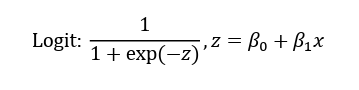 Logit: 1 / (1 + exp(−z)), z = β₀ + β₁x